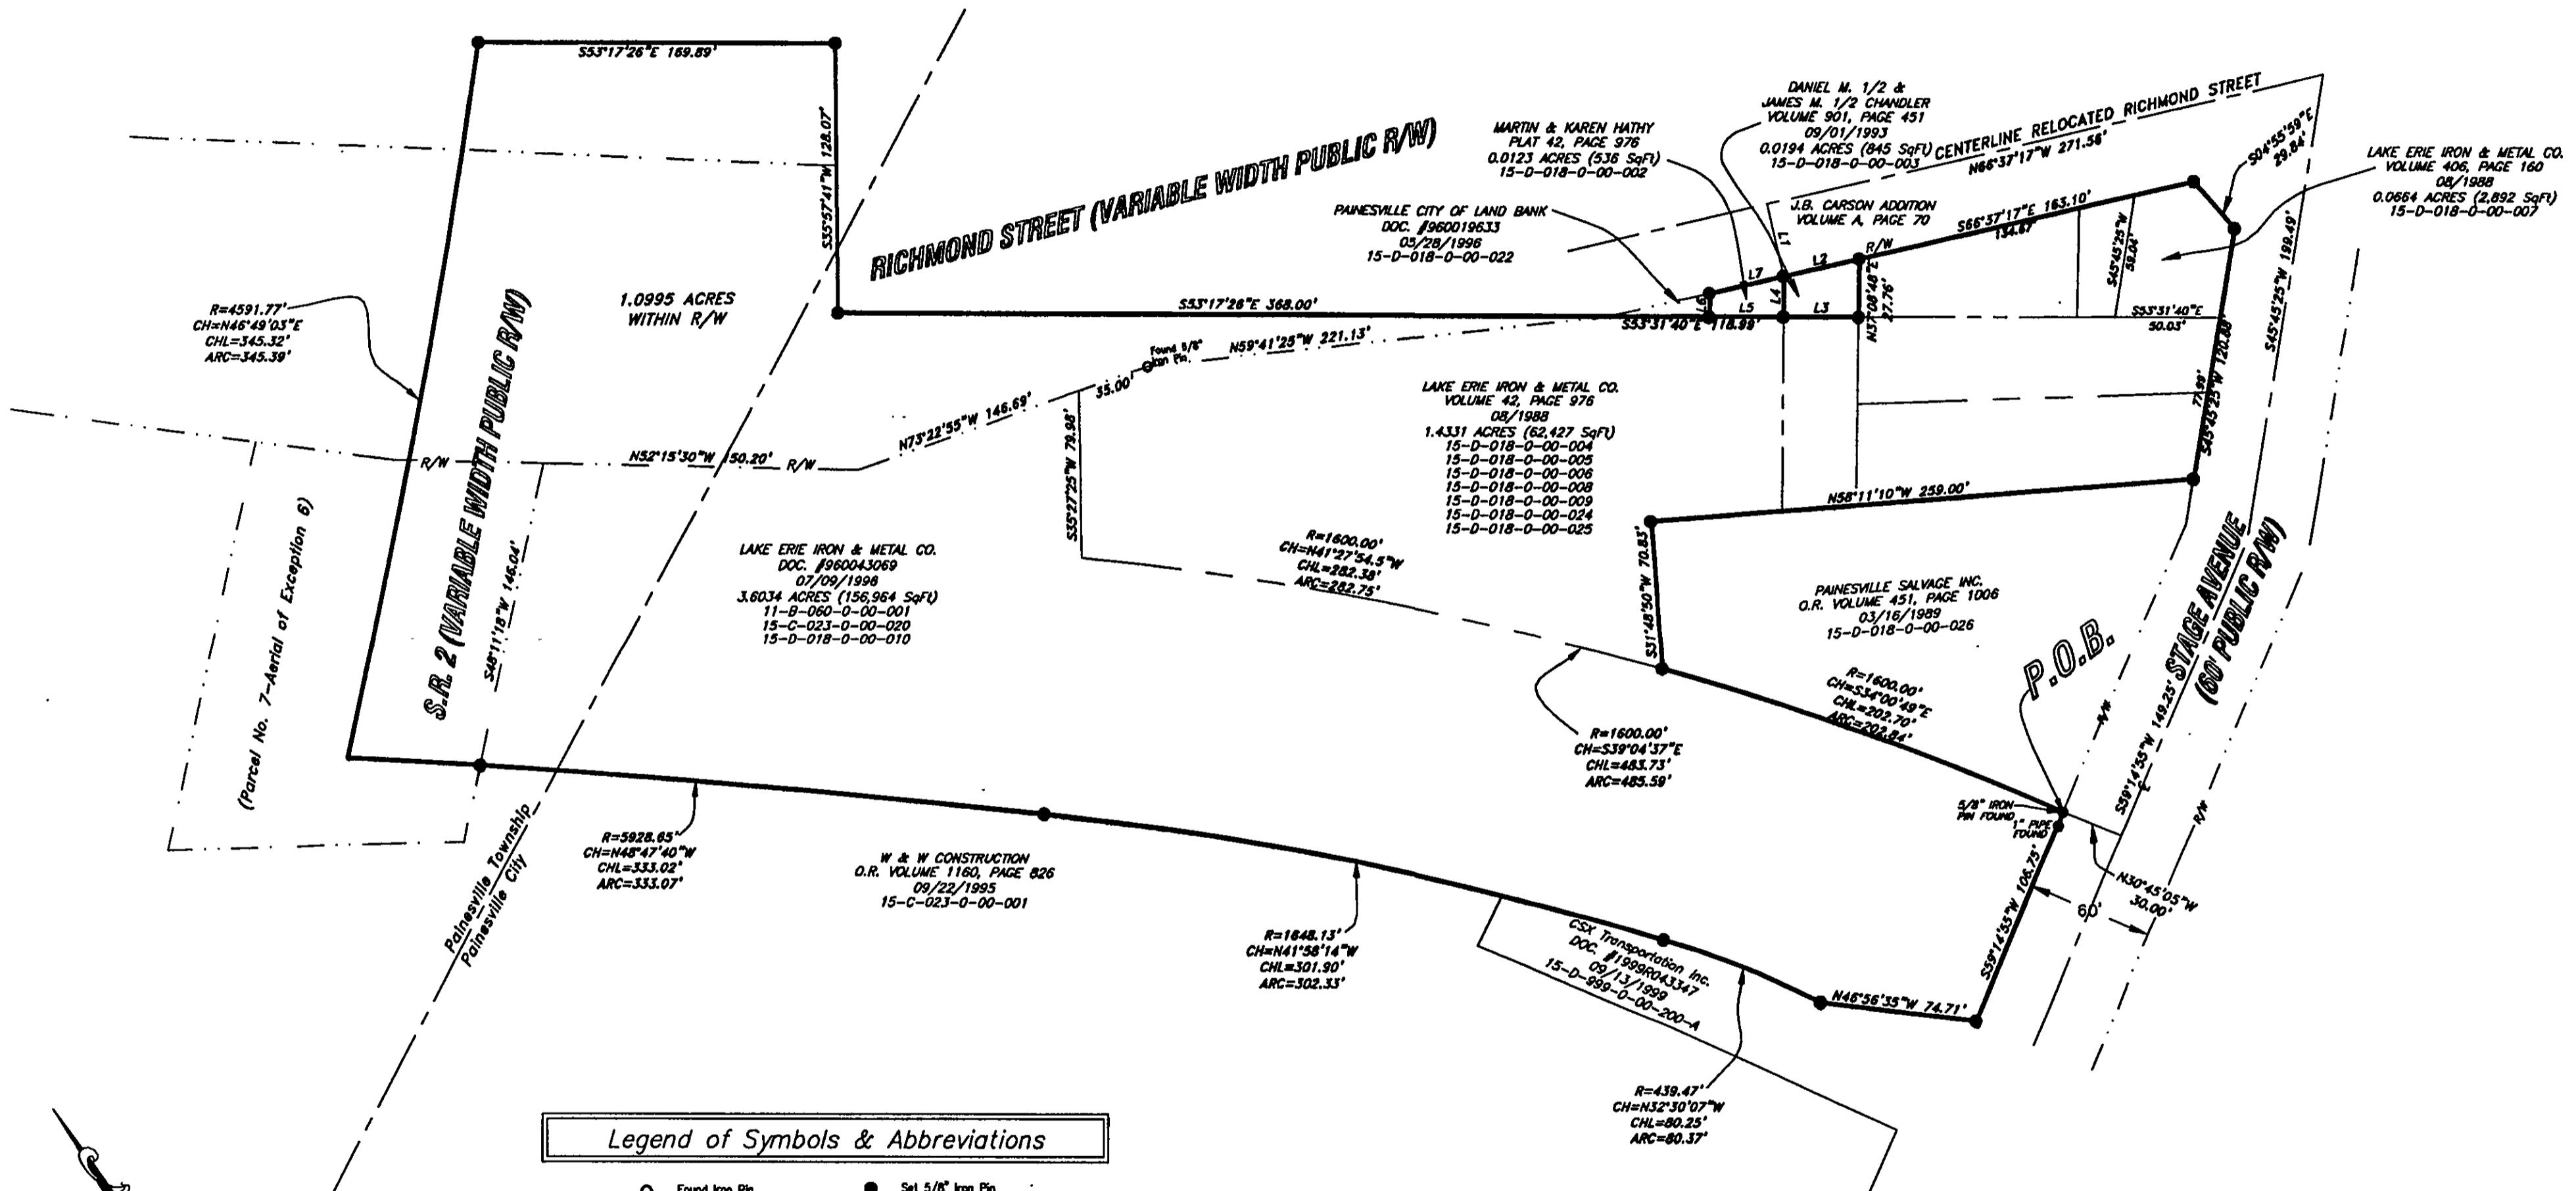 S53°17'26"E 169.89'
S35°57'41"W 128.07'
RICHMOND STREET (VARIABLE WIDTH PUBLIC R/W)
1.0995 ACRES
WITHIN R/W
R=4591.77'
CH=N46°49'03"E
CHL=345.32'
ARC=345.39'
S.R. 2 (VARIABLE WIDTH PUBLIC R/W)
(Parcel No. 7-Aerial of Exception 6)
S48°11'18"W 146.04'
R/W
N52°15'30"W 150.20'
R/W
N73°22'55"W 146.69'
35.00'
Found 5/8"
Iron Pin
N59°41'25"W 221.13'
S53°17'26"E 368.00'
S53°31'40"E 118.99'
S35°27'25"W 79.98'
PAINESVILLE CITY OF LAND BANK
DOC. #960019633
05/28/1996
15-D-018-0-00-022
MARTIN & KAREN HATHY
PLAT 42, PAGE 976
0.0123 ACRES (536 SqFt)
15-D-018-0-00-002
DANIEL M. 1/2 &
JAMES M. 1/2 CHANDLER
VOLUME 901, PAGE 451
09/01/1993
0.0194 ACRES (845 SqFt)
15-D-018-0-00-003
CENTERLINE RELOCATED RICHMOND STREET
N66°37'17"W 271.56'
J.B. CARSON ADDITION
VOLUME A, PAGE 70
S66°37'17"E 163.10'
134.67'
R/W
L1
L2
L7
L6
L5
L4
L3
N37°08'48"E
27.76'
S45°45'25"W
59.04'
S53°31'40"E
50.03'
S04°55'59"E
29.84'
LAKE ERIE IRON & METAL CO.
VOLUME 406, PAGE 160
08/1988
0.0664 ACRES (2,892 SqFt)
15-D-018-0-00-007
S45°45'25"W 199.49'
S45°45'25"W 120.88'
77.99'
LAKE ERIE IRON & METAL CO.
VOLUME 42, PAGE 976
08/1988
1.4331 ACRES (62,427 SqFt)
15-D-018-0-00-004
15-D-018-0-00-005
15-D-018-0-00-006
15-D-018-0-00-008
15-D-018-0-00-009
15-D-018-0-00-024
15-D-018-0-00-025
N58°11'10"W 259.00'
S31°48'50"W 70.83'
R=1600.00'
CH=N41°27'54.5"W
CHL=282.38'
ARC=282.75'
LAKE ERIE IRON & METAL CO.
DOC. #960043069
07/09/1996
3.6034 ACRES (156,964 SqFt)
11-B-060-0-00-001
15-C-023-0-00-020
15-D-018-0-00-010
PAINESVILLE SALVAGE INC.
O.R. VOLUME 451, PAGE 1006
03/16/1989
15-D-018-0-00-026
R=1600.00'
CH=S34°00'49"E
CHL=202.70'
ARC=202.84'
R=1600.00'
CH=S39°04'37"E
CHL=483.73'
ARC=485.59'
P.O.B.
STAGE AVENUE
(60' PUBLIC R/W)
S59°14'55"W 149.25'
R/W
R/W
5/8" IRON
PIN FOUND
1" PIPE
FOUND
N30°45'05"W
30.00'
60'
S59°14'55"W 106.75'
N46°56'35"W 74.71'
CSX Transportation Inc.
DOC. #1999R043347
09/13/1999
15-D-999-0-00-200-A
R=439.47'
CH=N32°30'07"W
CHL=80.25'
ARC=80.37'
R=1648.13'
CH=N41°58'14"W
CHL=301.90'
ARC=302.33'
W & W CONSTRUCTION
O.R. VOLUME 1160, PAGE 826
09/22/1995
15-C-023-0-00-001
R=5928.65'
CH=N48°47'40"W
CHL=333.02'
ARC=333.07'
Painesville Township
Painesville City
Legend of Symbols & Abbreviations
Found Iron Pin
Set 5/8" Iron Pin